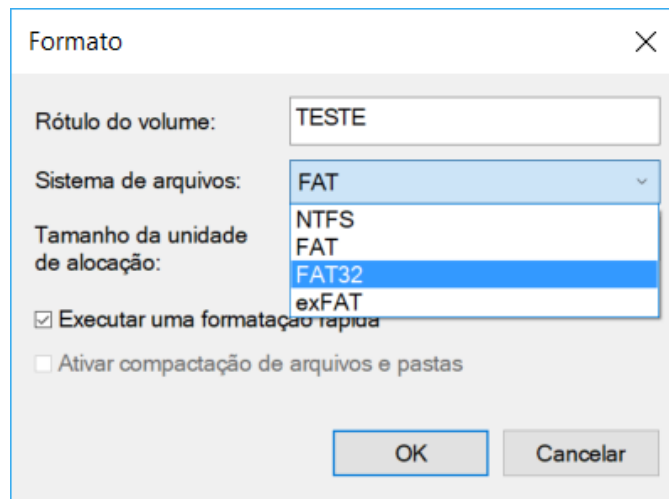 Formato
Rótulo do volume: TESTE
Sistema de arquivos: FAT
NTFS
FAT
FAT32
exFAT
Tamanho da unidade
de alocação:
Executar uma formatação rápida
Ativar compactação de arquivos e pastas
OK Cancelar